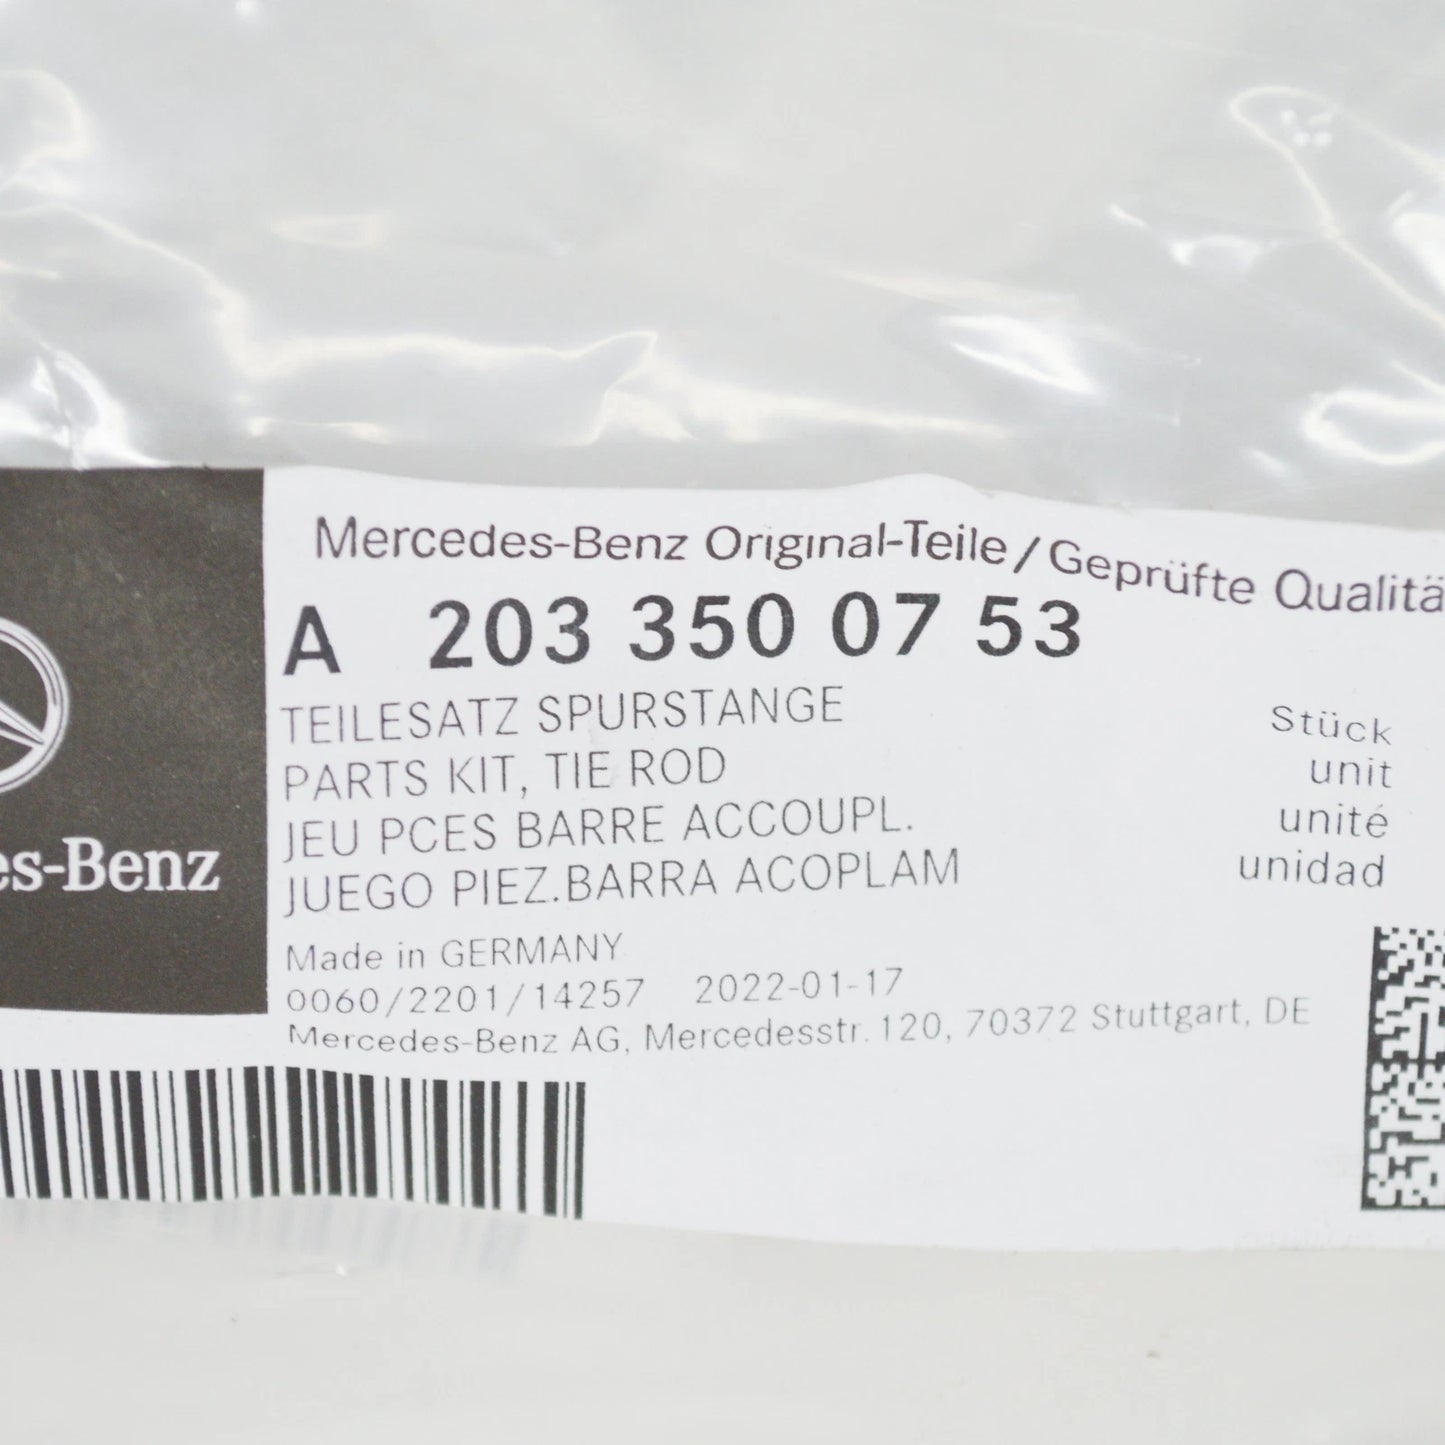 Mercedes-Benz Original-Teile/Geprüfte Qualitä
A 203 350 07 53
TEILESATZ SPURSTANGE
PARTS KIT, TIE ROD
JEU PCES BARRE ACCOUPL.
JUEGO PIEZ.BARRA ACOPLAM
Stück
unit
unité
unidad
es-Benz
Made in GERMANY
0060/2201/14257 2022-01-17
Mercedes-Benz AG, Mercedesstr. 120, 70372 Stuttgart, DE